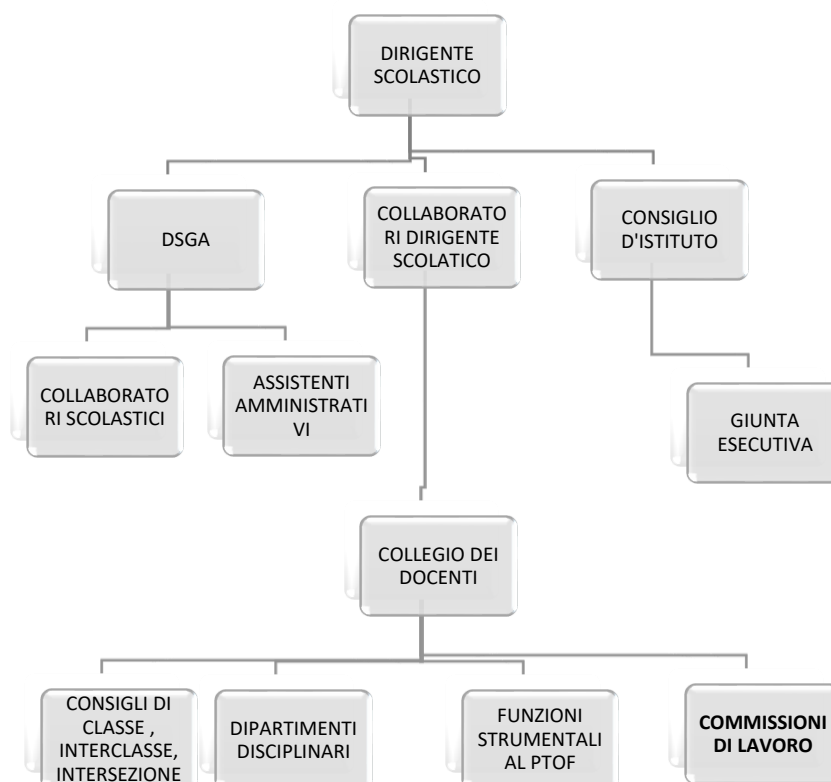 DIRIGENTE
SCOLASTICO
DSGA
COLLABORATO
RI DIRIGENTE
SCOLATICO
CONSIGLIO
D'ISTITUTO
COLLABORATO
RI SCOLASTICI
ASSISTENTI
AMMINISTRATI
VI
GIUNTA
ESECUTIVA
COLLEGIO DEI
DOCENTI
CONSIGLI DI
CLASSE ,
INTERCLASSE,
INTERSEZIONE
DIPARTIMENTI
DISCIPLINARI
FUNZIONI
STRUMENTALI
AL PTOF
COMMISSIONI
DI LAVORO